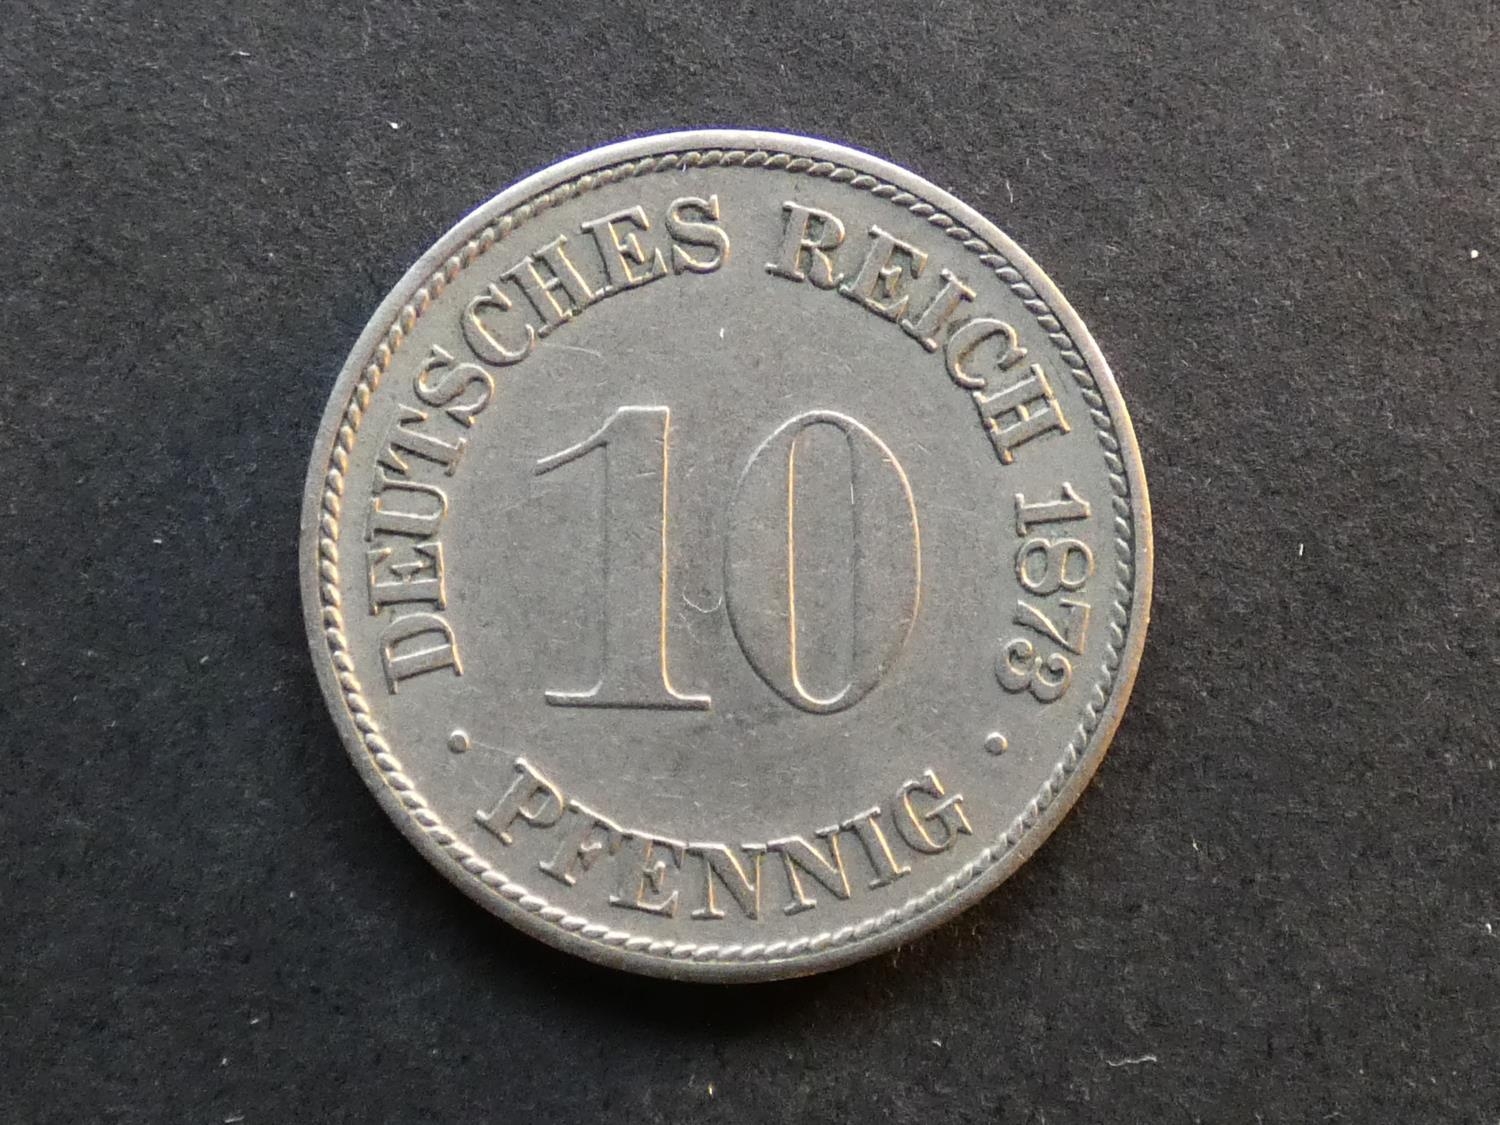 DEUTSCHES REICH 1873
10
• PFENNIG •